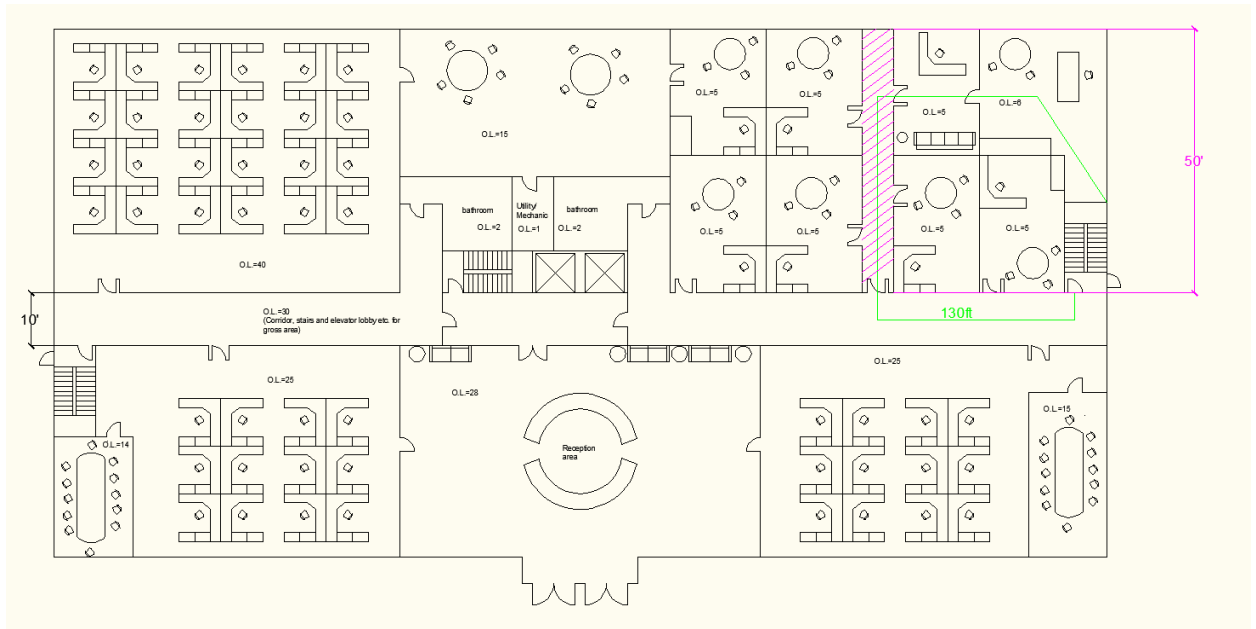 O.L.=5
O.L.=5
O.L.=5
O.L.=6
O.L.=15
50'
bathroom
Utility/
Mechanic
bathroom
O.L.=2
O.L.=1
O.L.=2
O.L.=5
O.L.=5
O.L.=5
O.L.=5
O.L.=40
10'
O.L.=30
(Corridor, stairs and elevator lobby etc. for
gross area)
130ft
O.L.=25
O.L.=28
O.L.=25
O.L.=14
O.L.=15
Reception
area